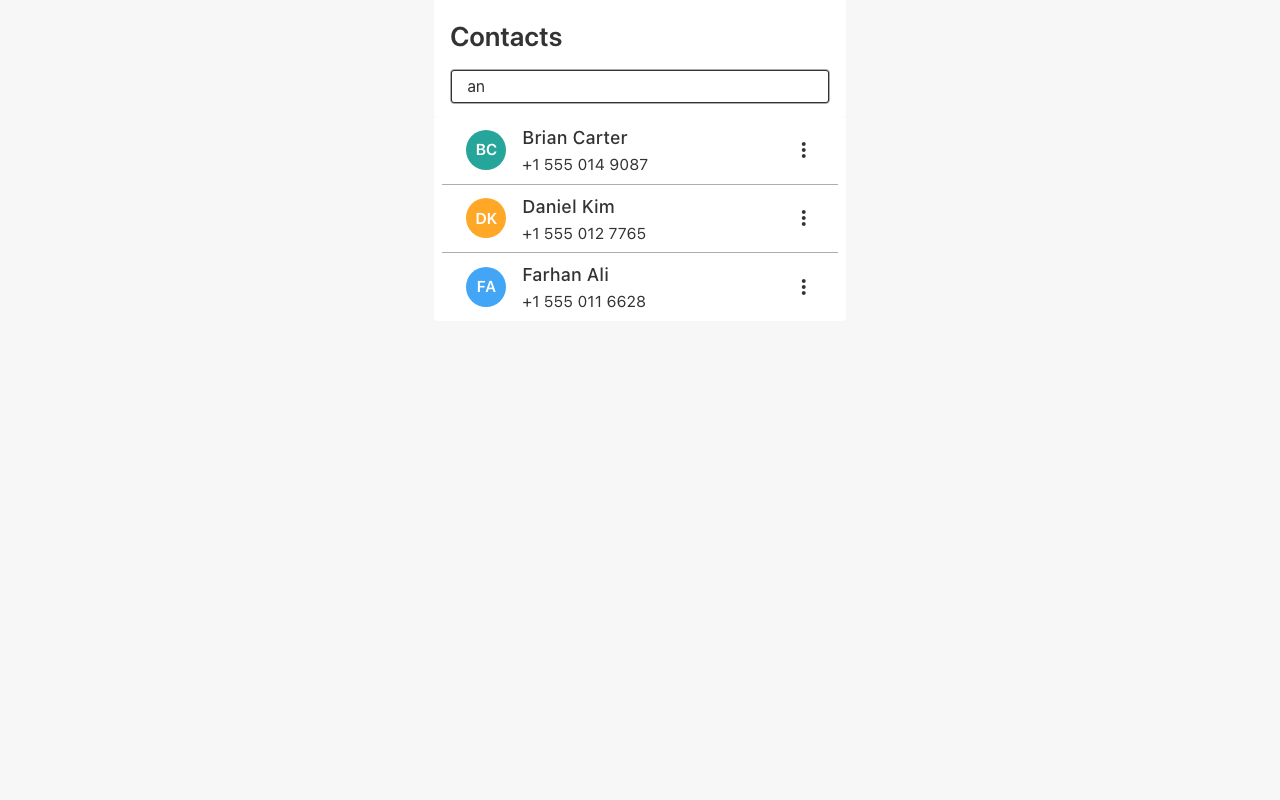 Contacts
an
BC
Brian Carter
+1 555 014 9087
DK
Daniel Kim
+1 555 012 7765
FA
Farhan Ali
+1 555 011 6628